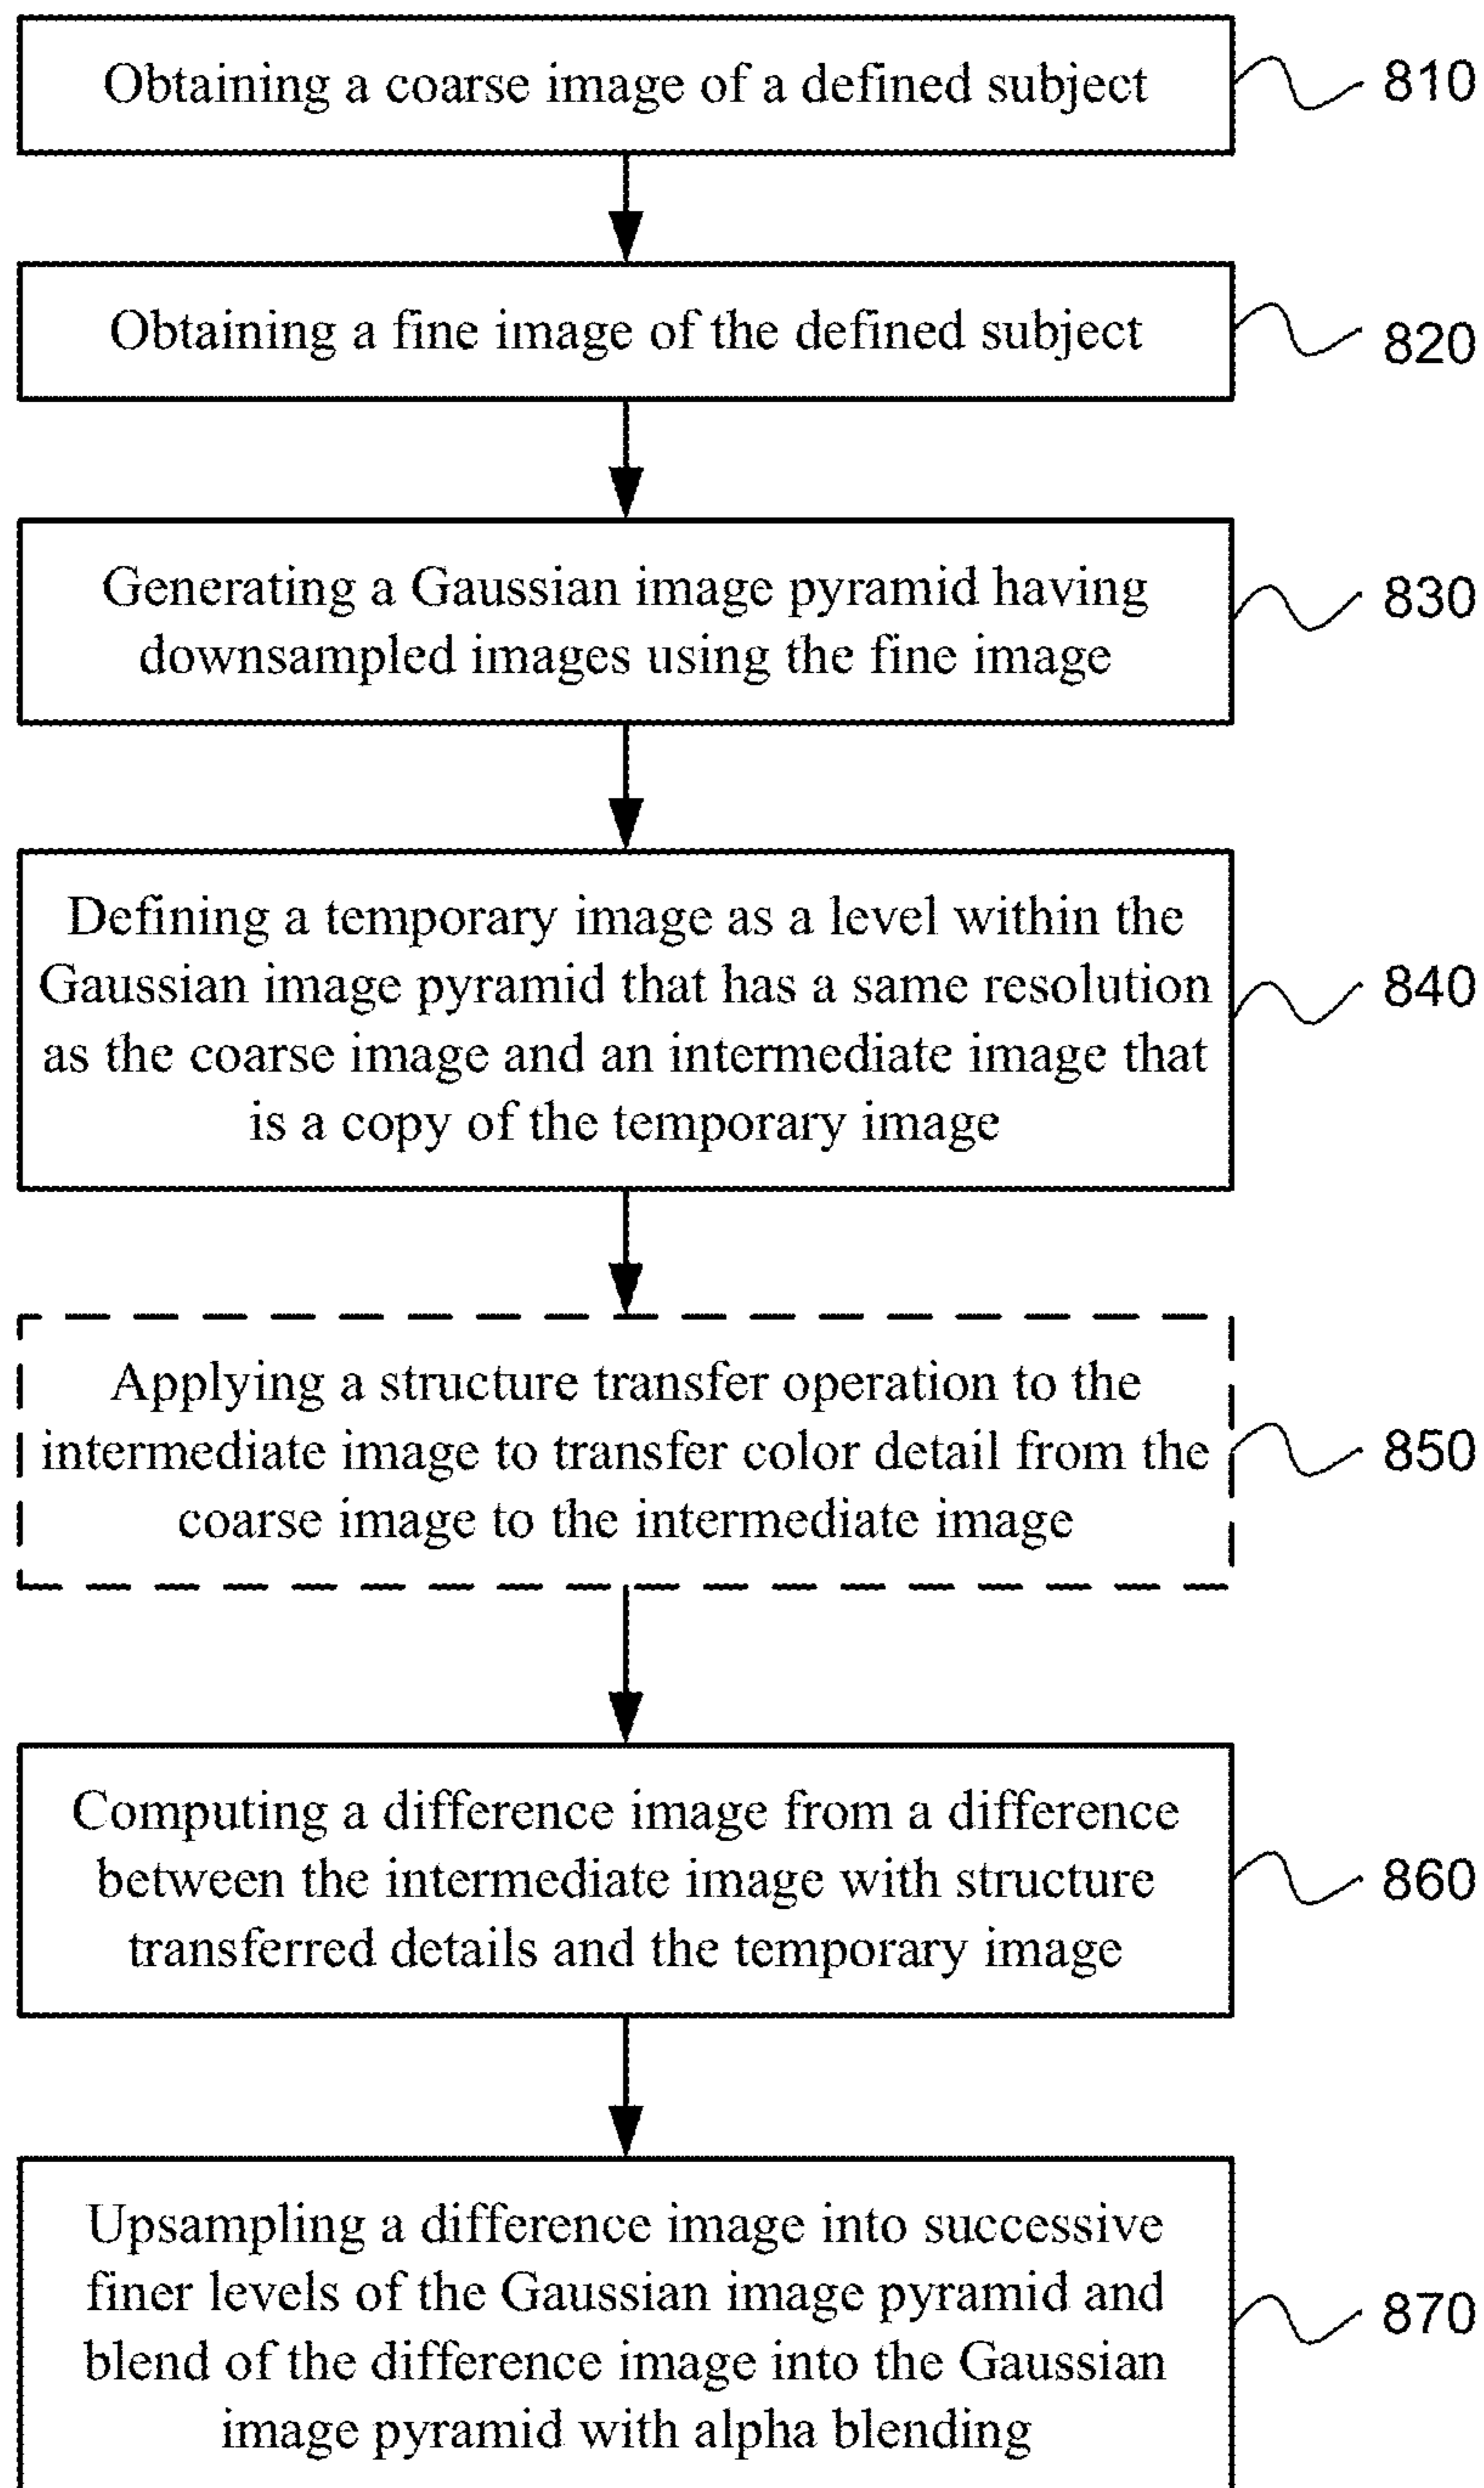 Obtaining a coarse image of a defined subject
810
Obtaining a fine image of the defined subject
820
Generating a Gaussian image pyramid having
downsampled images using the fine image
830
Defining a temporary image as a level within the
Gaussian image pyramid that has a same resolution
as the coarse image and an intermediate image that
is a copy of the temporary image
840
Applying a structure transfer operation to the
intermediate image to transfer color detail from the
coarse image to the intermediate image
850
Computing a difference image from a difference
between the intermediate image with structure
transferred details and the temporary image
860
Upsampling a difference image into successive
finer levels of the Gaussian image pyramid and
blend of the difference image into the Gaussian
image pyramid with alpha blending
870